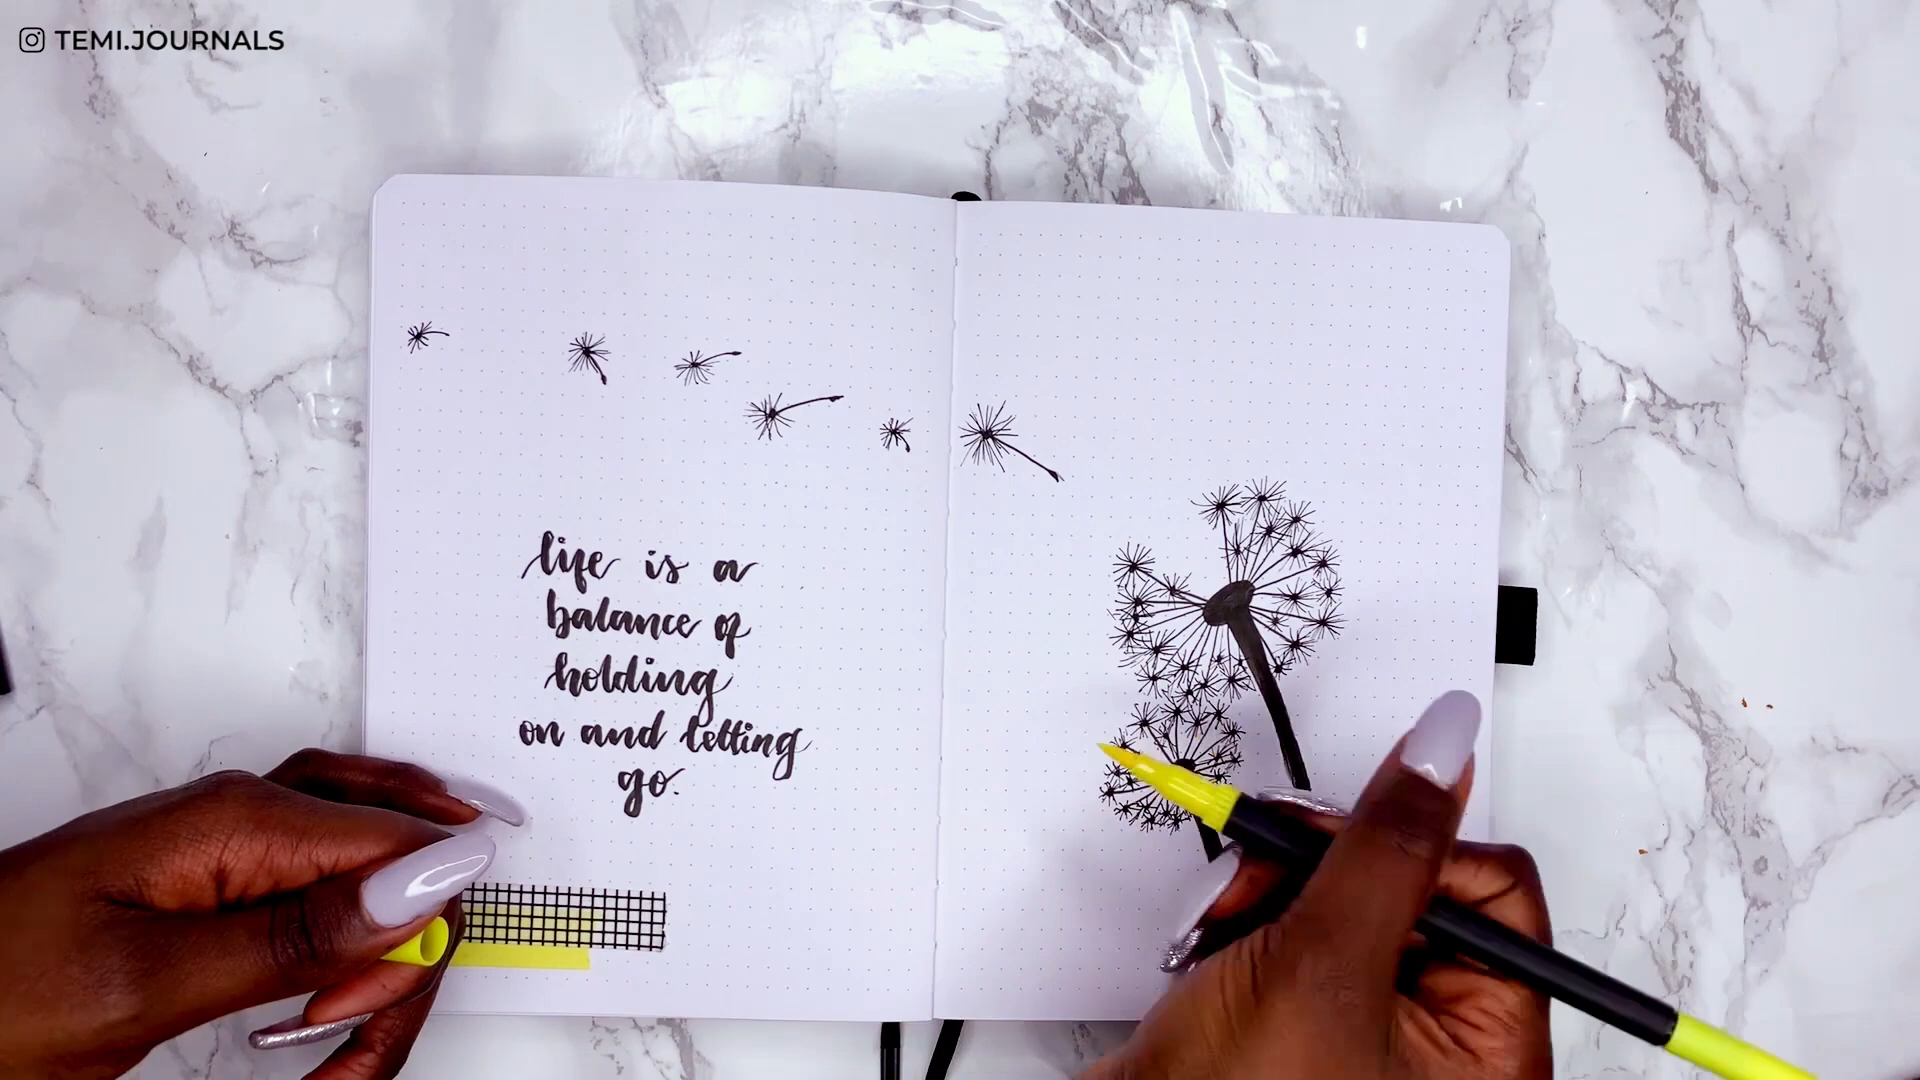 TEMI.JOURNALS
life is a
balance of
holding
on and letting
go.